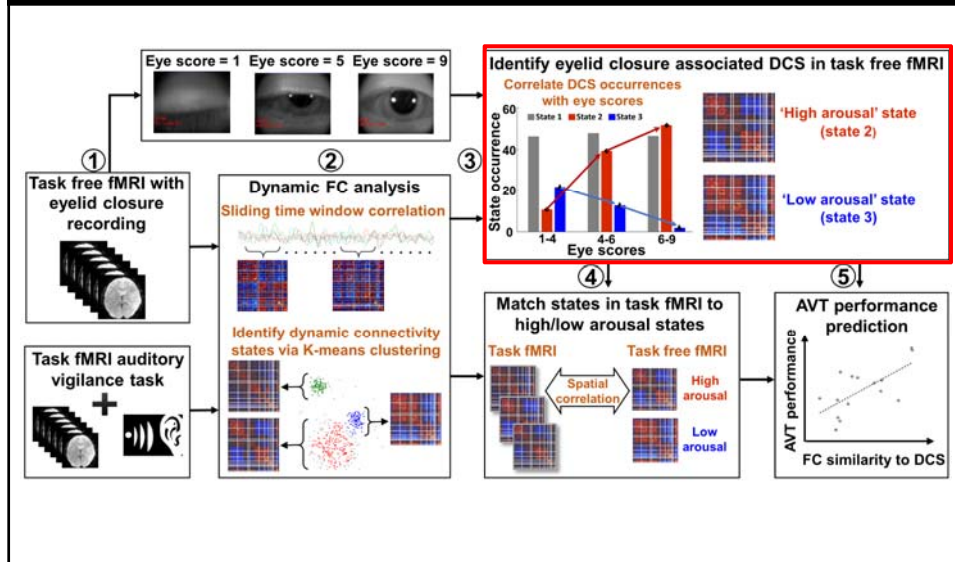 Eye score = 1
Eye score = 5
Eye score = 9
Identify eyelid closure associated DCS in task free fMRI
Correlate DCS occurrences
with eye scores
State 1
State 2
State 3
60
40
20
0
State occurrence
1-4
4-6
6-9
Eye scores
'High arousal' state
(state 2)
'Low arousal' state
(state 3)
1
2
3
Task free fMRI with
eyelid closure
recording
Dynamic FC analysis
Sliding time window correlation
Identify dynamic connectivity
states via K-means clustering
Task fMRI auditory
vigilance task
4
5
Match states in task fMRI to
high/low arousal states
Task fMRI
Task free fMRI
Spatial
correlation
High
arousal
Low
arousal
AVT performance
prediction
AVT performance
FC similarity to DCS